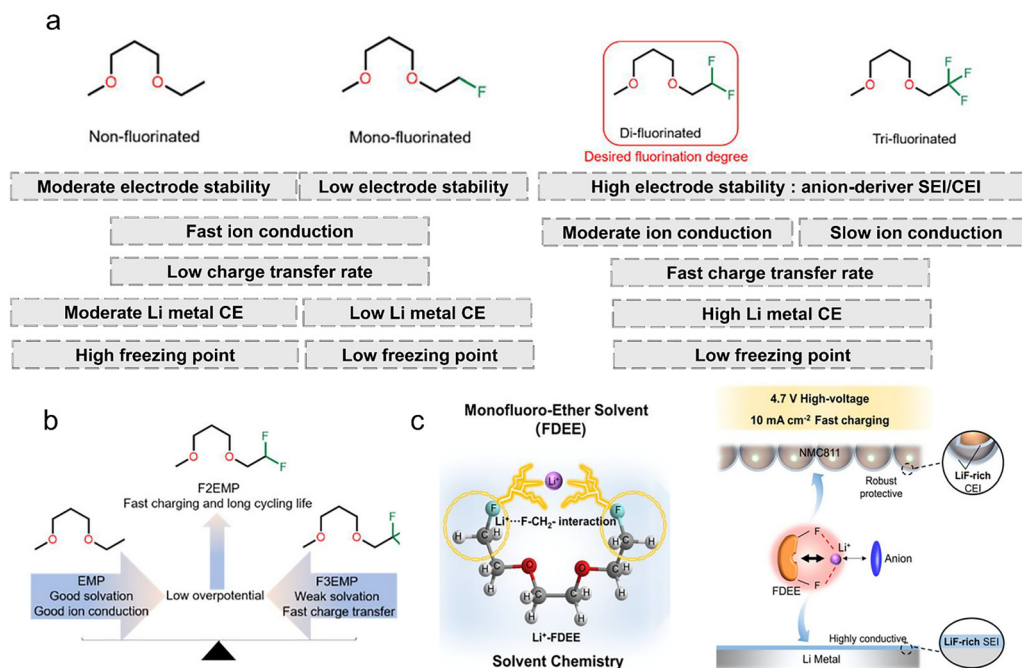 a
O
O
Non-fluorinated
O
O
F
Mono-fluorinated
O
O
F
F
Di-fluorinated
Desired fluorination degree
O
O
F
F
F
Tri-fluorinated
Moderate electrode stability
Low electrode stability
High electrode stability : anion-deriver SEI/CEI
Fast ion conduction
Moderate ion conduction
Slow ion conduction
Low charge transfer rate
Fast charge transfer rate
Moderate Li metal CE
Low Li metal CE
High Li metal CE
High freezing point
Low freezing point
Low freezing point
b
O
O
F
F
F2EMP
Fast charging and long cycling life
O
O
EMP
Good solvation
Good ion conduction
Low overpotential
O
O
F
F
F3EMP
Weak solvation
Fast charge transfer
c
Monofluoro-Ether Solvent
(FDEE)
Li⁺
F
F
Li⁺···F-CH₂- interaction
H
H
H
H
H
H
H
H
O
O
H
H
H
H
Li⁺-FDEE
Solvent Chemistry
4.7 V High-voltage
10 mA cm⁻² Fast charging
NMC811
Robust
protective
LiF-rich
CEI
F
Li⁺
Anion
FDEE
F
Highly conductive
Li Metal
LiF-rich SEI